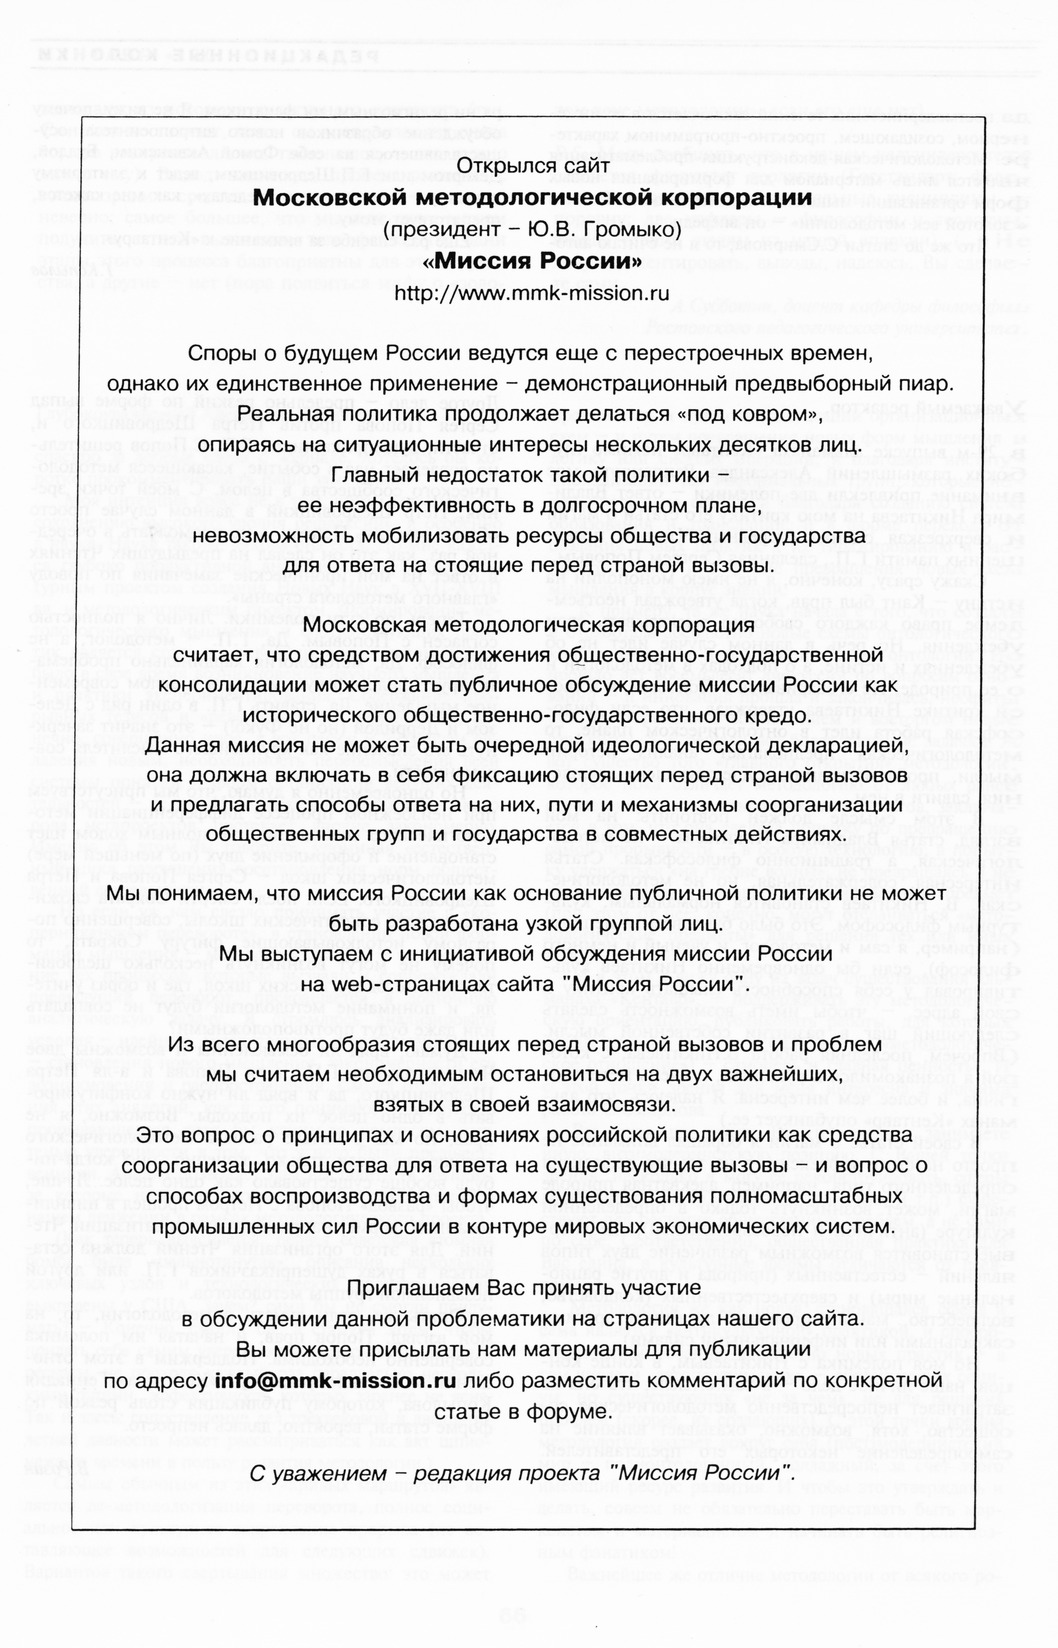 Открылся сайт
Московской методологической корпорации
(президент – Ю.В. Громыко)
«Миссия России»
http://www.mmk-mission.ru
Споры о будущем России ведутся еще с перестроечных времен,
однако их единственное применение – демонстрационный предвыборный пиар.
Реальная политика продолжает делаться «под ковром»,
опираясь на ситуационные интересы нескольких десятков лиц.
Главный недостаток такой политики –
ее неэффективность в долгосрочном плане,
невозможность мобилизовать ресурсы общества и государства
для ответа на стоящие перед страной вызовы.
Московская методологическая корпорация
считает, что средством достижения общественно-государственной
консолидации может стать публичное обсуждение миссии России как
исторического общественно-государственного кредо.
Данная миссия не может быть очередной идеологической декларацией,
она должна включать в себя фиксацию стоящих перед страной вызовов
и предлагать способы ответа на них, пути и механизмы соорганизации
общественных групп и государства в совместных действиях.
Мы понимаем, что миссия России как основание публичной политики не может
быть разработана узкой группой лиц.
Мы выступаем с инициативой обсуждения миссии России
на web-страницах сайта "Миссия России".
Из всего многообразия стоящих перед страной вызовов и проблем
мы считаем необходимым остановиться на двух важнейших,
взятых в своей взаимосвязи.
Это вопрос о принципах и основаниях российской политики как средства
соорганизации общества для ответа на существующие вызовы – и вопрос о
способах воспроизводства и формах существования полномасштабных
промышленных сил России в контуре мировых экономических систем.
Приглашаем Вас принять участие
в обсуждении данной проблематики на страницах нашего сайта.
Вы можете присылать нам материалы для публикации
по адресу info@mmk-mission.ru либо разместить комментарий по конкретной
статье в форуме.
С уважением – редакция проекта "Миссия России".